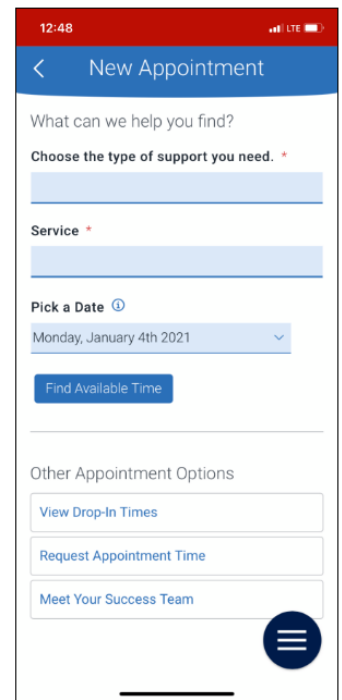 12:48 LTE
New Appointment
What can we help you find?
Choose the type of support you need. *
Service *
Pick a Date
Monday, January 4th 2021
Find Available Time
Other Appointment Options
View Drop-In Times
Request Appointment Time
Meet Your Success Team